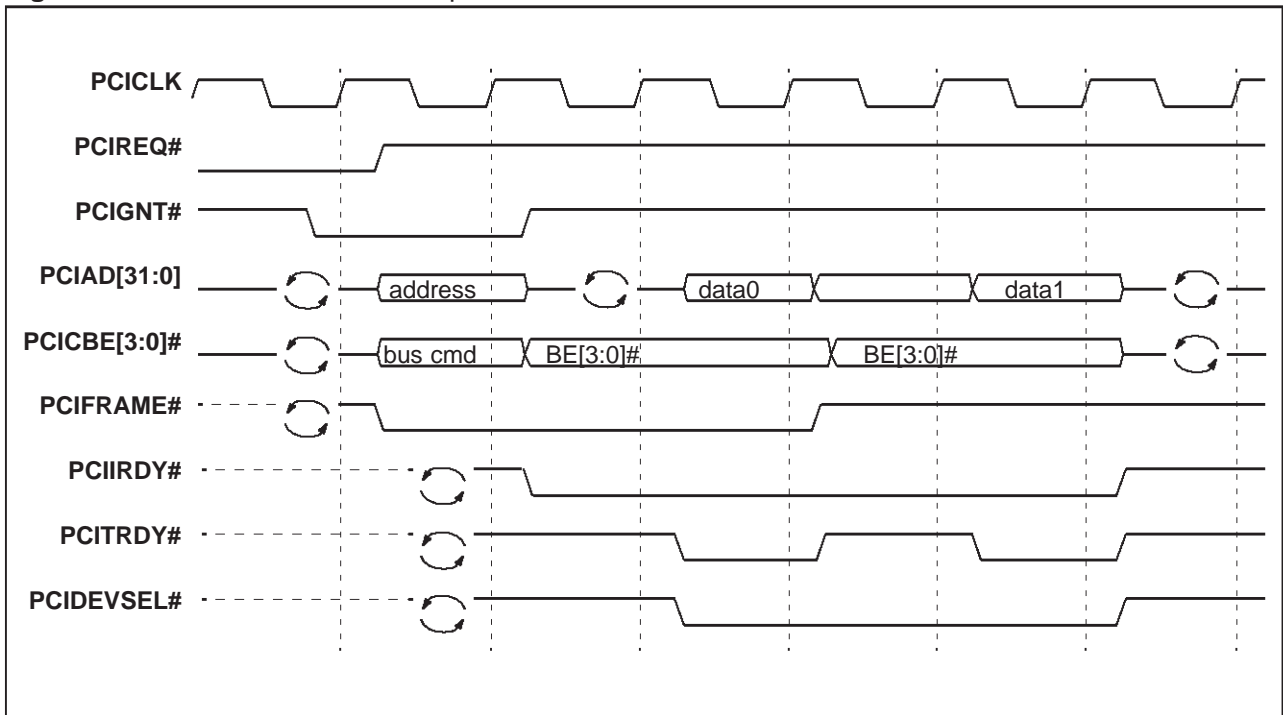 PCICLK
PCIREQ#
PCIGNT#
PCIAD[31:0] address data0 data1
PCICBE[3:0]# bus cmd BE[3:0]# BE[3:0]#
PCIFRAME#
PCIIRDY#
PCITRDY#
PCIDEVSEL#